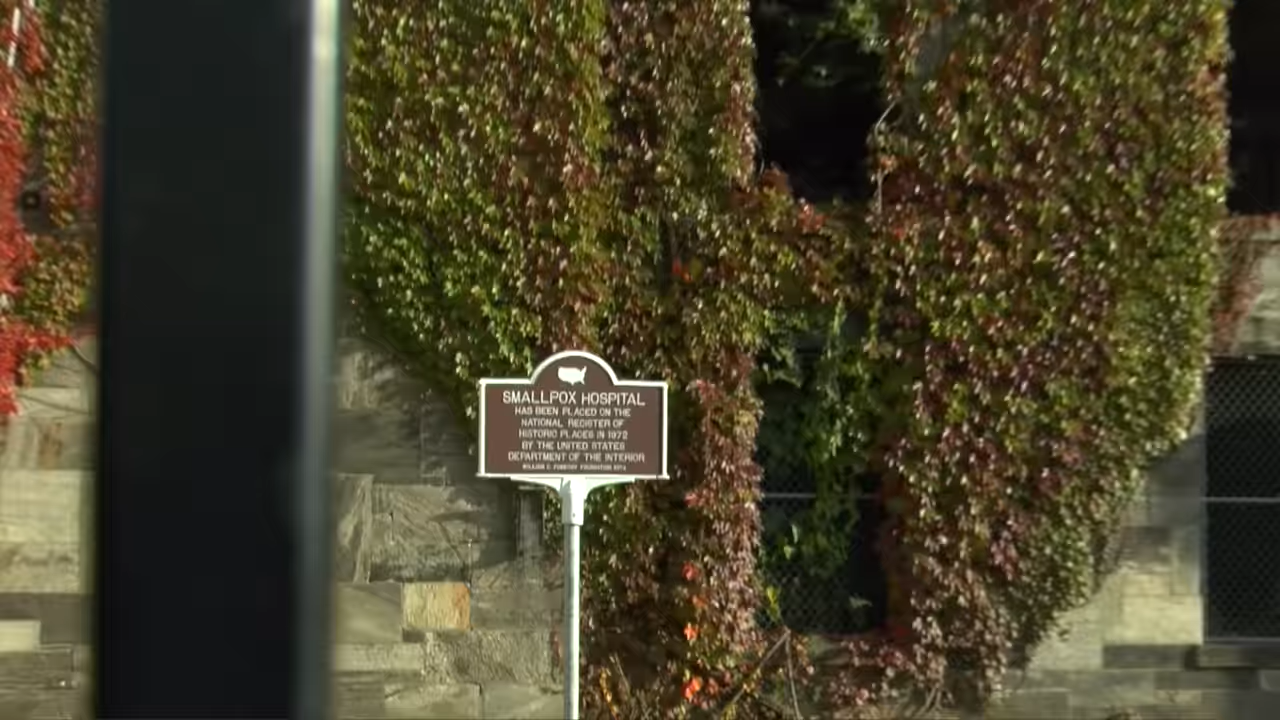 SMALLPOX HOSPITAL
HAS BEEN PLACED ON THE
NATIONAL REGISTER OF
HISTORIC PLACES IN 1972
BY THE UNITED STATES
DEPARTMENT OF THE INTERIOR
FOUNDATION